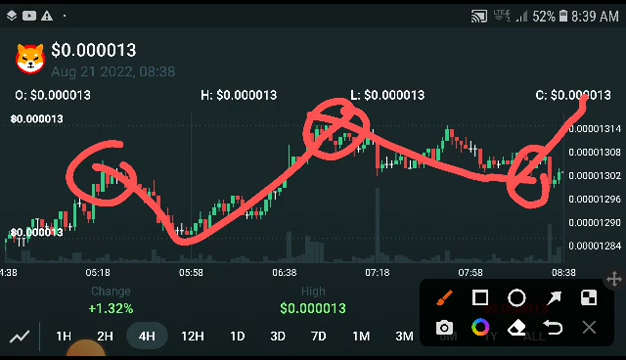 LTE 52% 8:39 AM
$0.000013
Aug 21 2022, 08:38
O: $0.000013 H: $0.000013 L: $0.000013 C: $0.000013
$0.000013
0.00001314
0.00001308
0.00001302
0.00001296
$0.000013
0.00001290
0.00001284
4:38 05:18 05:58 06:38 07:18 07:58 08:38
Change High
+1.32% $0.000013
1H 2H 4H 12H 1D 3D 7D 1M 3M 1Y ALL